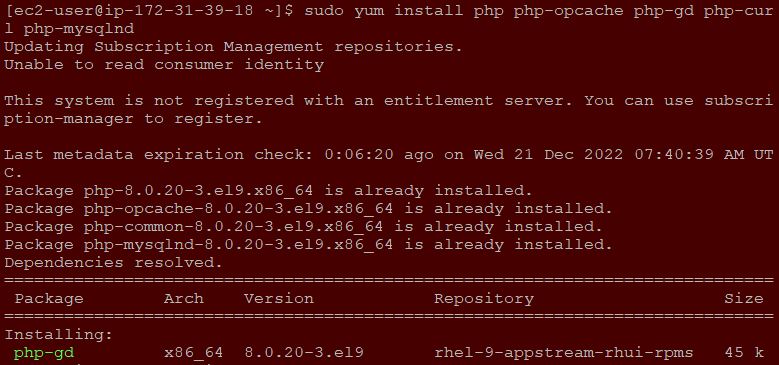 [ec2-user@ip-172-31-39-18 ~]$ sudo yum install php php-opcache php-gd php-cur
l php-mysqlnd
Updating Subscription Management repositories.
Unable to read consumer identity
This system is not registered with an entitlement server. You can use subscri
ption-manager to register.
Last metadata expiration check: 0:06:20 ago on Wed 21 Dec 2022 07:40:39 AM UT
C.
Package php-8.0.20-3.el9.x86_64 is already installed.
Package php-opcache-8.0.20-3.el9.x86_64 is already installed.
Package php-common-8.0.20-3.el9.x86_64 is already installed.
Package php-mysqlnd-8.0.20-3.el9.x86_64 is already installed.
Dependencies resolved.
=============================================================================
Package Arch Version Repository Size
=============================================================================
Installing:
php-gd x86_64 8.0.20-3.el9 rhel-9-appstream-rhui-rpms 45 k